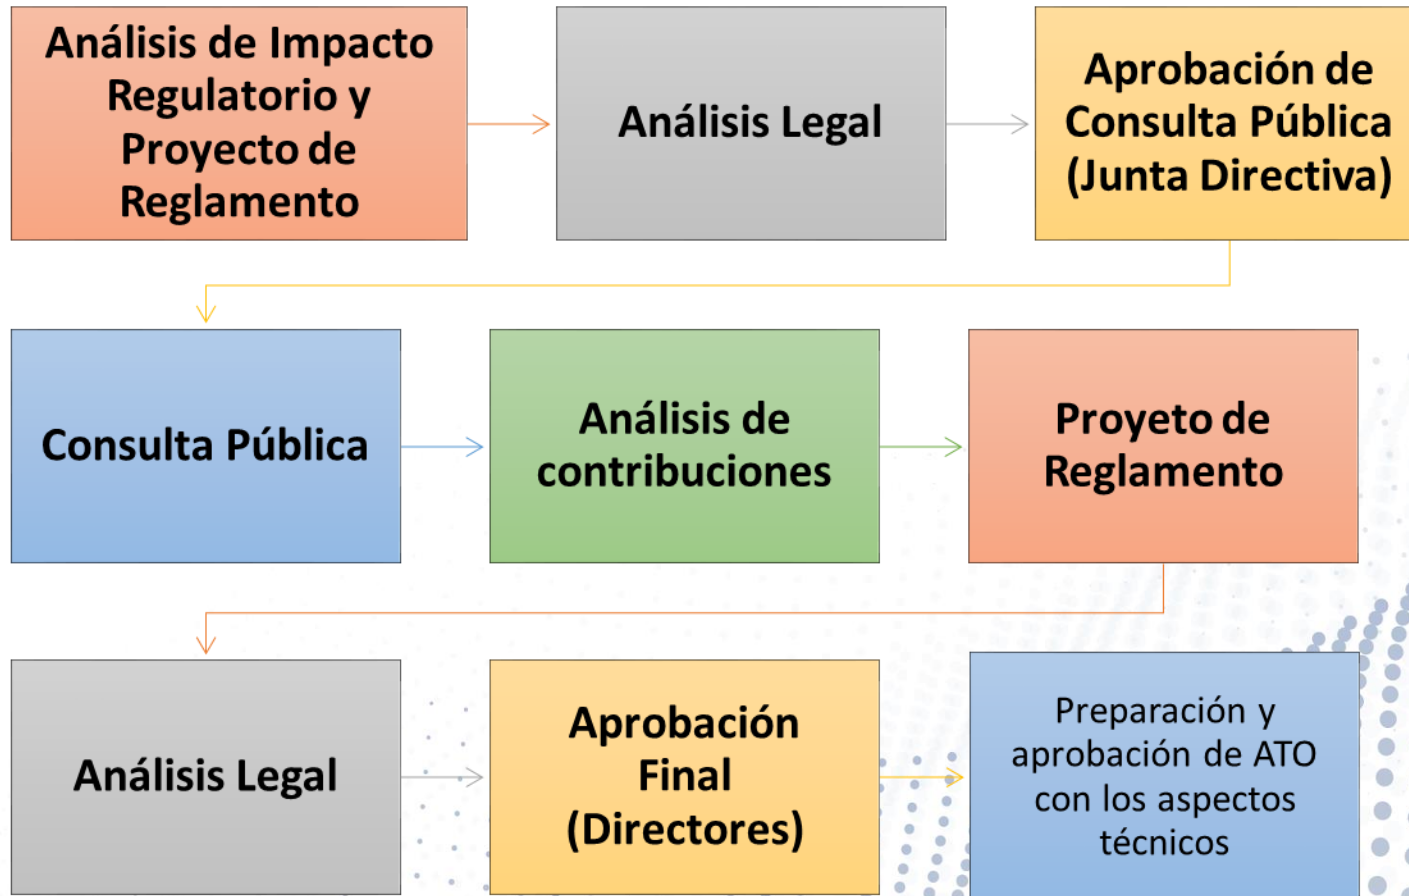 Análisis de Impacto
Regulatorio y
Proyecto de
Reglamento
Análisis Legal
Aprobación de
Consulta Pública
(Junta Directiva)
Consulta Pública
Análisis de
contribuciones
Proyeto de
Reglamento
Análisis Legal
Aprobación
Final
(Directores)
Preparación y
aprobación de ATO
con los aspectos
técnicos